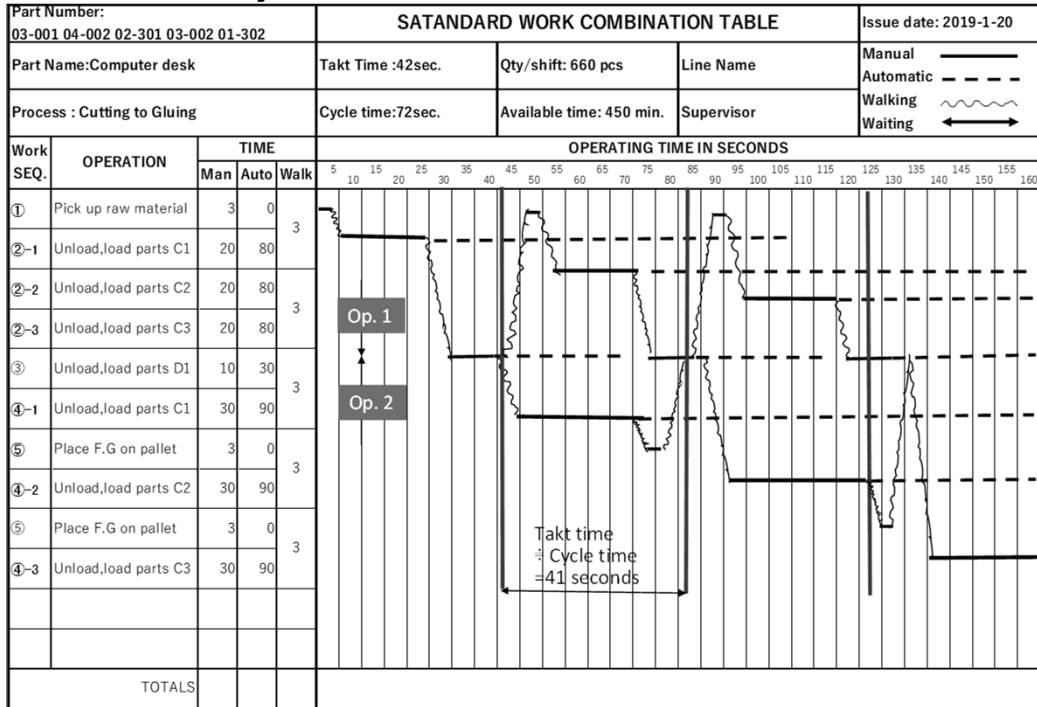 Part Number:
03-001 04-002 02-301 03-002 01-302
SATANDARD WORK COMBINATION TABLE
Issue date: 2019-1-20
Part Name:Computer desk
Takt Time :42sec.
Qty/shift: 660 pcs
Line Name
Manual
Automatic
Walking
Waiting
Process : Cutting to Gluing
Cycle time:72sec.
Available time: 450 min.
Supervisor
Work SEQ.
OPERATION
TIME
Man Auto Walk
OPERATING TIME IN SECONDS
5 15 25 35 45 55 65 75 85 95 105 115 125 135 145 155
10 20 30 40 50 60 70 80 90 100 110 120 130 140 150 160
① Pick up raw material 3 0
3
②-1 Unload,load parts C1 20 80
②-2 Unload,load parts C2 20 80
3
②-3 Unload,load parts C3 20 80
③ Unload,load parts D1 10 30
3
④-1 Unload,load parts C1 30 90
⑤ Place F.G on pallet 3 0
3
④-2 Unload,load parts C2 30 90
⑤ Place F.G on pallet 3 0
3
④-3 Unload,load parts C3 30 90
TOTALS
Op. 1
Op. 2
Takt time
≒ Cycle time
=41 seconds